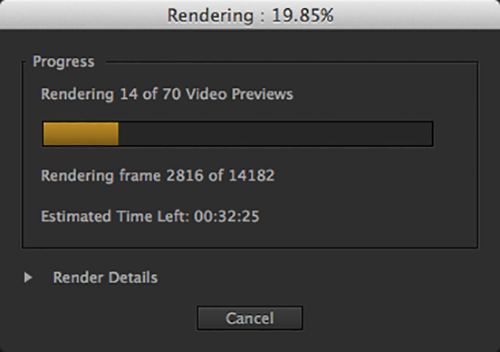 Rendering : 19.85%
Progress
Rendering 14 of 70 Video Previews
Rendering frame 2816 of 14182
Estimated Time Left: 00:32:25
Render Details
Cancel